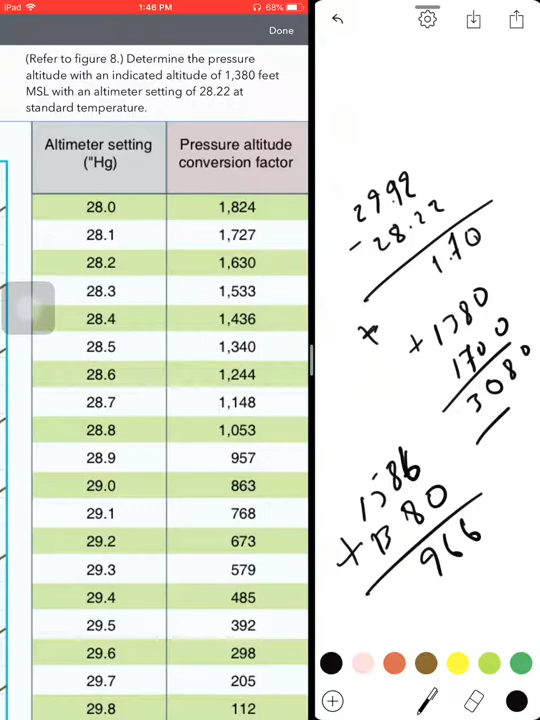 iPad
1:46 PM
68%
Done
(Refer to figure 8.) Determine the pressure
altitude with an indicated altitude of 1,380 feet
MSL with an altimeter setting of 28.22 at
standard temperature.
Altimeter setting
("Hg)
Pressure altitude
conversion factor
28.0 1,824
28.1 1,727
28.2 1,630
28.3 1,533
28.4 1,436
28.5 1,340
28.6 1,244
28.7 1,148
28.8 1,053
28.9 957
29.0 863
29.1 768
29.2 673
29.3 579
29.4 485
29.5 392
29.6 298
29.7 205
29.8 112
29.92
- 28.22
1.70
+ 1380
1700
3080
1586
+ 1380
966